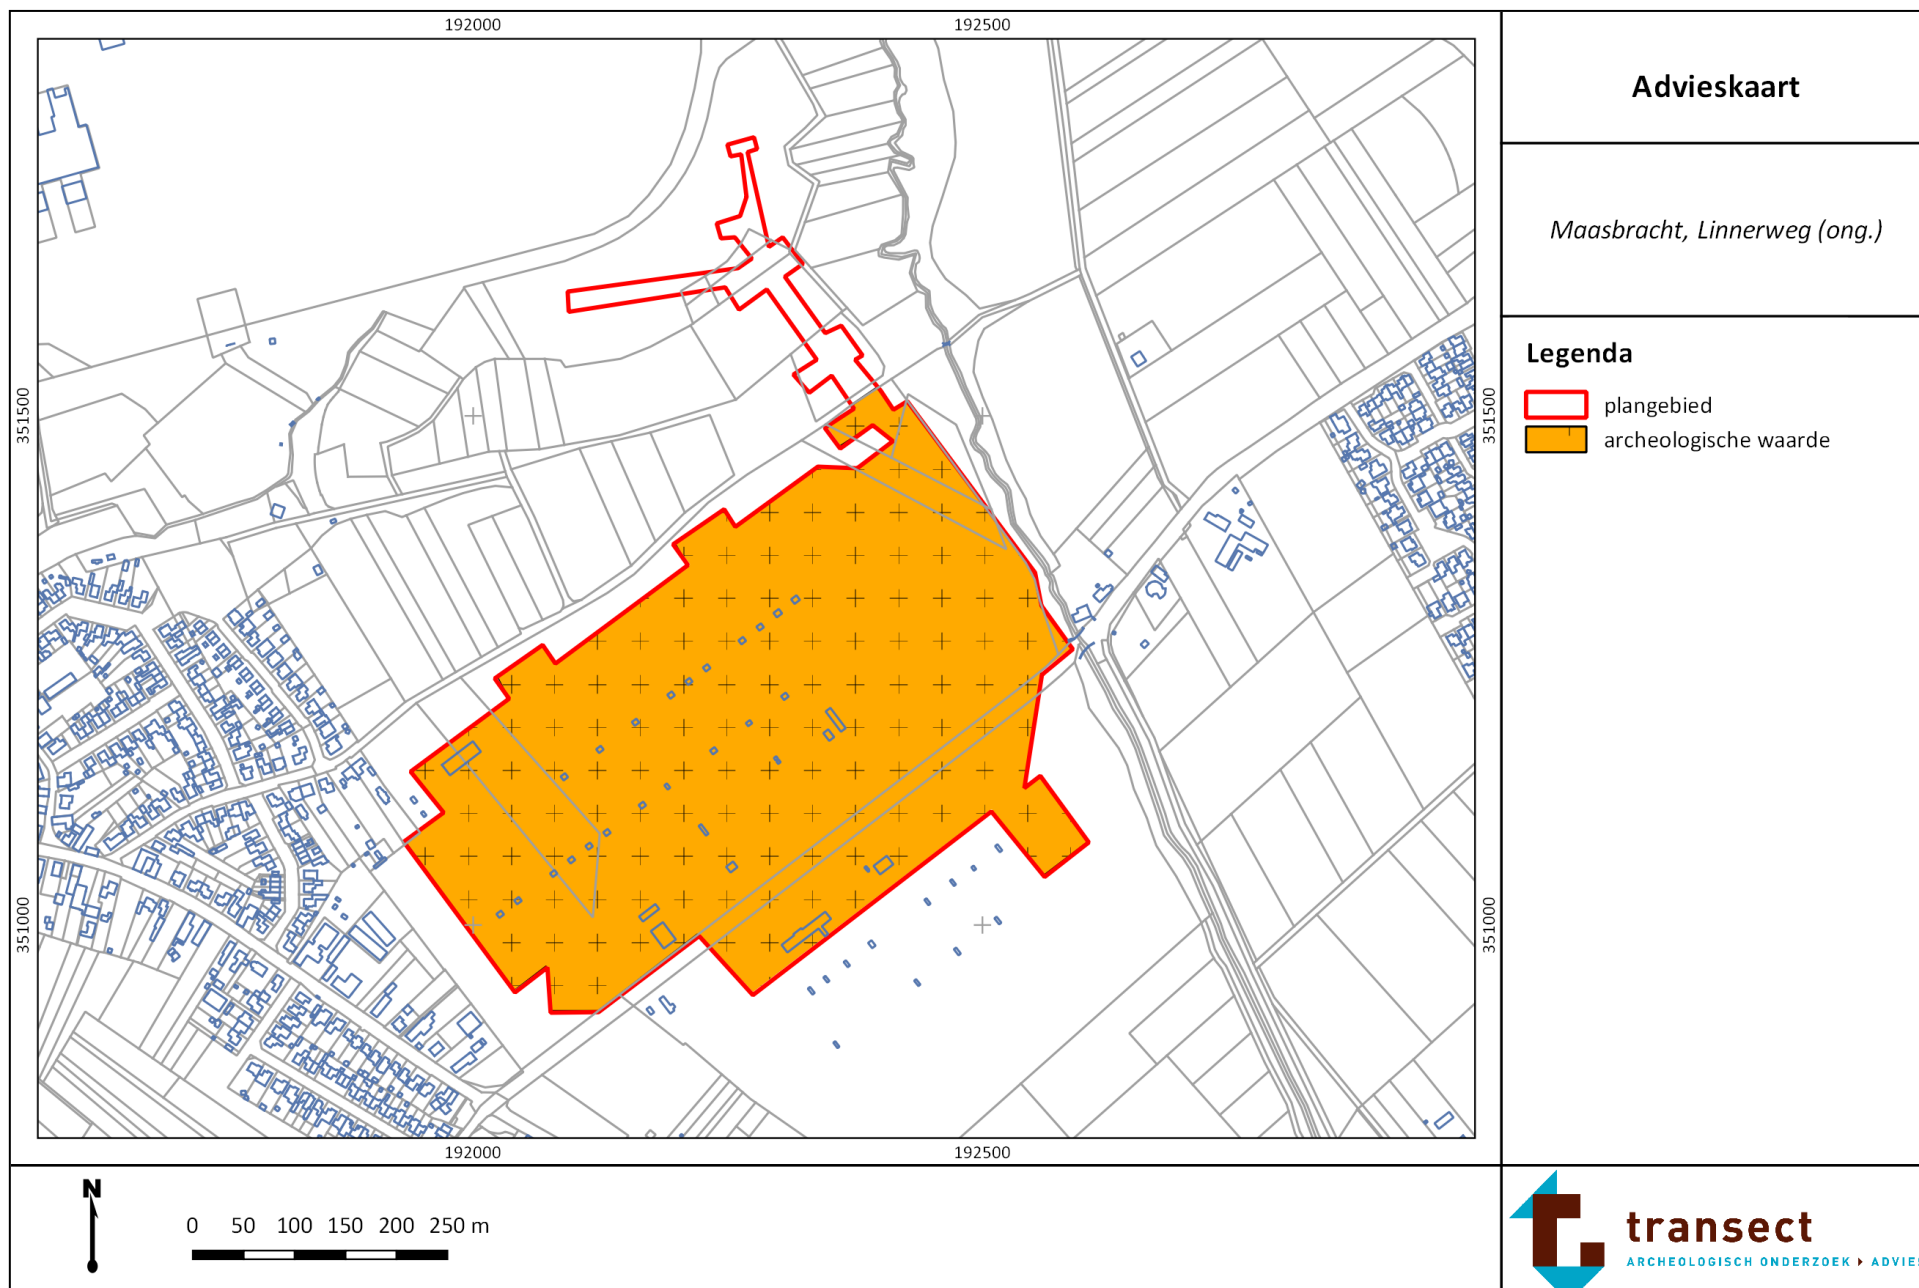 192000 192500
351500
351000
351500
351000
192000 192500
Advieskaart
Maasbracht, Linnerweg (ong.)
Legenda
plangebied
archeologische waarde
N
0 50 100 150 200 250 m
transect
ARCHEOLOGISCH ONDERZOEK ▸ ADVIES